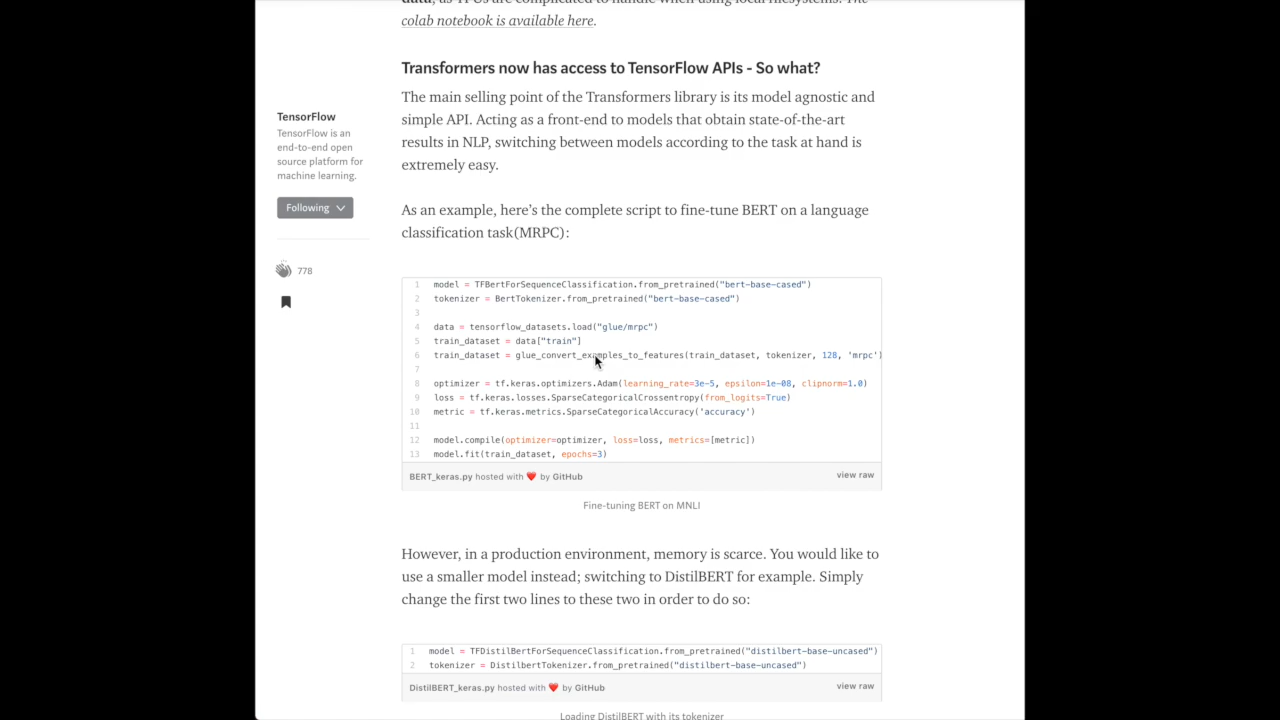 data, as TPUs are complicated to handle when using local filesystems. The
colab notebook is available here.
Transformers now has access to TensorFlow APIs - So what?
The main selling point of the Transformers library is its model agnostic and
simple API. Acting as a front-end to models that obtain state-of-the-art
results in NLP, switching between models according to the task at hand is
extremely easy.
TensorFlow
TensorFlow is an
end-to-end open
source platform for
machine learning.
Following
778
As an example, here’s the complete script to fine-tune BERT on a language
classification task(MRPC):
1 model = TFBertForSequenceClassification.from_pretrained("bert-base-cased")
2 tokenizer = BertTokenizer.from_pretrained("bert-base-cased")
3
4 data = tensorflow_datasets.load("glue/mrpc")
5 train_dataset = data["train"]
6 train_dataset = glue_convert_examples_to_features(train_dataset, tokenizer, 128, 'mrpc')
7
8 optimizer = tf.keras.optimizers.Adam(learning_rate=3e-5, epsilon=1e-08, clipnorm=1.0)
9 loss = tf.keras.losses.SparseCategoricalCrossentropy(from_logits=True)
10 metric = tf.keras.metrics.SparseCategoricalAccuracy('accuracy')
11
12 model.compile(optimizer=optimizer, loss=loss, metrics=[metric])
13 model.fit(train_dataset, epochs=3)
BERT_keras.py hosted with ❤ by GitHub view raw
Fine-tuning BERT on MNLI
However, in a production environment, memory is scarce. You would like to
use a smaller model instead; switching to DistilBERT for example. Simply
change the first two lines to these two in order to do so:
1 model = TFDistilBertForSequenceClassification.from_pretrained("distilbert-base-uncased")
2 tokenizer = DistilbertTokenizer.from_pretrained("distilbert-base-uncased")
DistilBERT_keras.py hosted with ❤ by GitHub view raw
Loading DistilBERT with its tokenizer